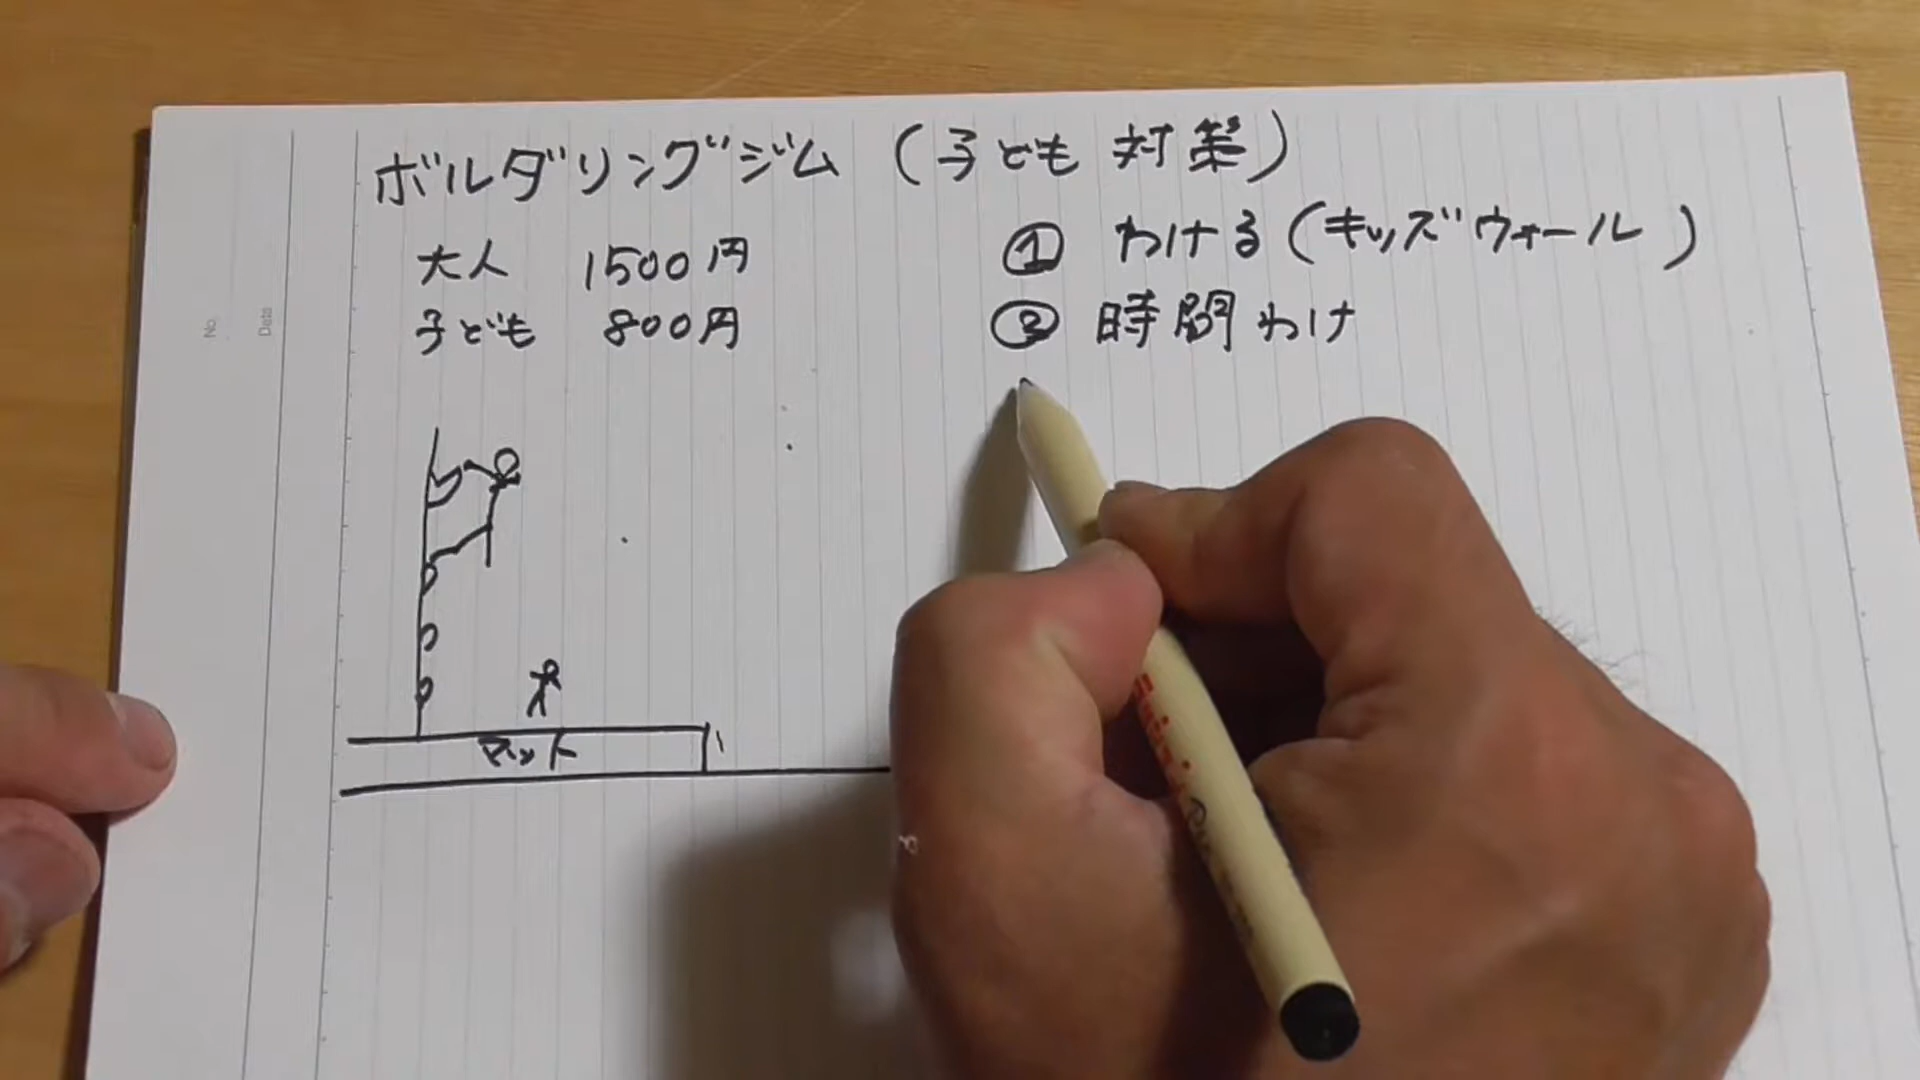 ボルダリングジム(子ども対策)
大人 1500円
子ども 800円
① わける(キッズウォール)
② 時間わけ
マット
No.
Date